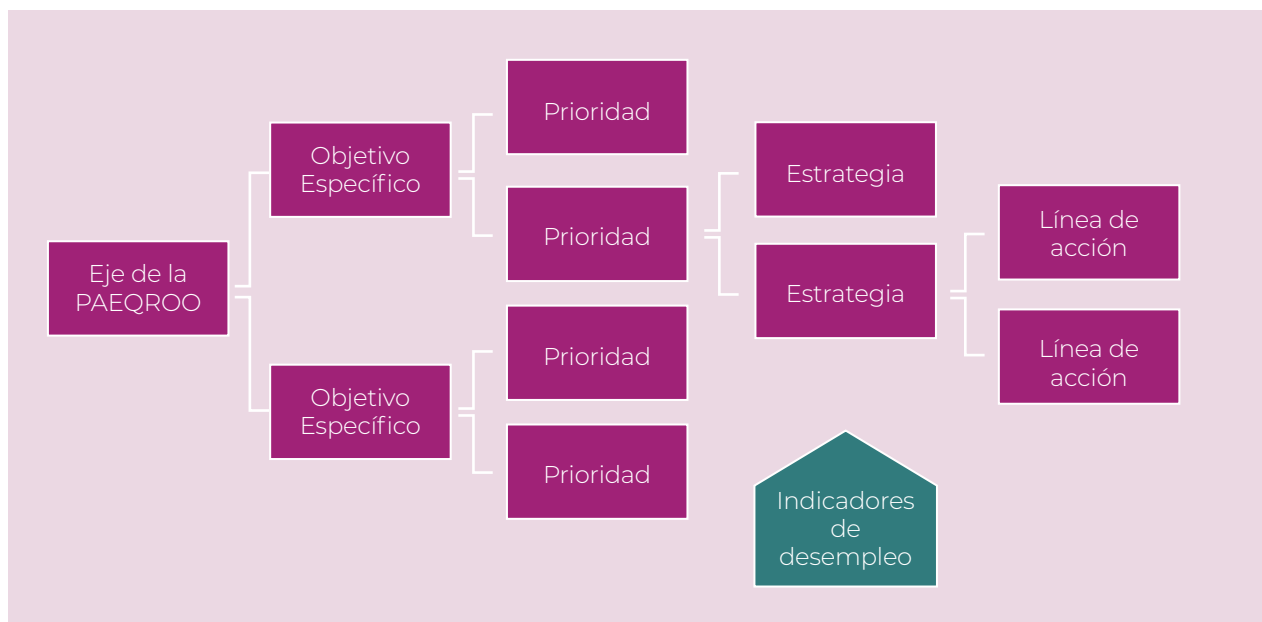 Eje de la
PAEQROO
Objetivo
Específico
Objetivo
Específico
Prioridad
Prioridad
Prioridad
Prioridad
Estrategia
Estrategia
Línea de
acción
Línea de
acción
Indicadores
de
desempleo